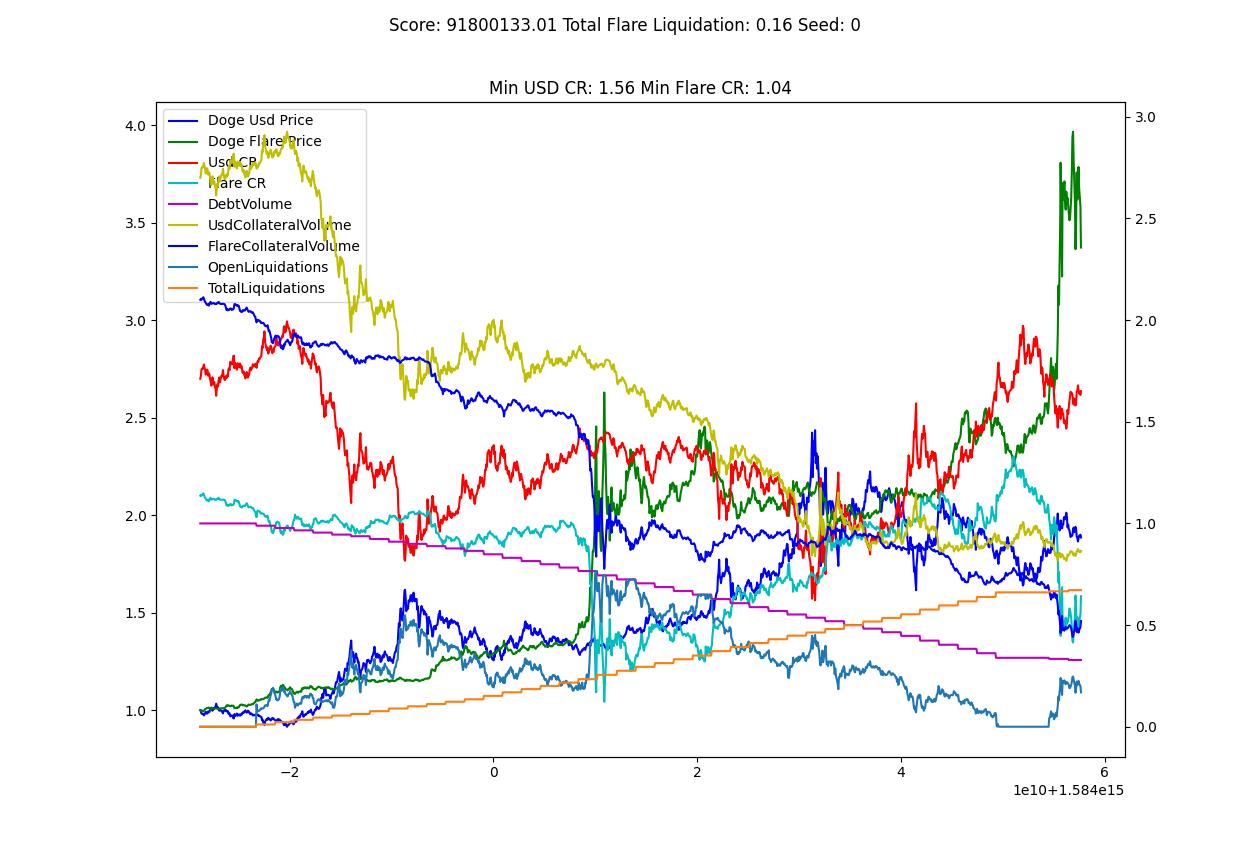 Score: 91800133.01 Total Flare Liquidation: 0.16 Seed: 0
Min USD CR: 1.56 Min Flare CR: 1.04
Doge Usd Price
Doge Flare Price
Usd CR
Flare CR
DebtVolume
UsdCollateralVolume
FlareCollateralVolume
OpenLiquidations
TotalLiquidations
4.0
3.5
3.0
2.5
2.0
1.5
1.0
3.0
2.5
2.0
1.5
1.0
0.5
0.0
−2
0
2
4
6
1e10+1.584e15